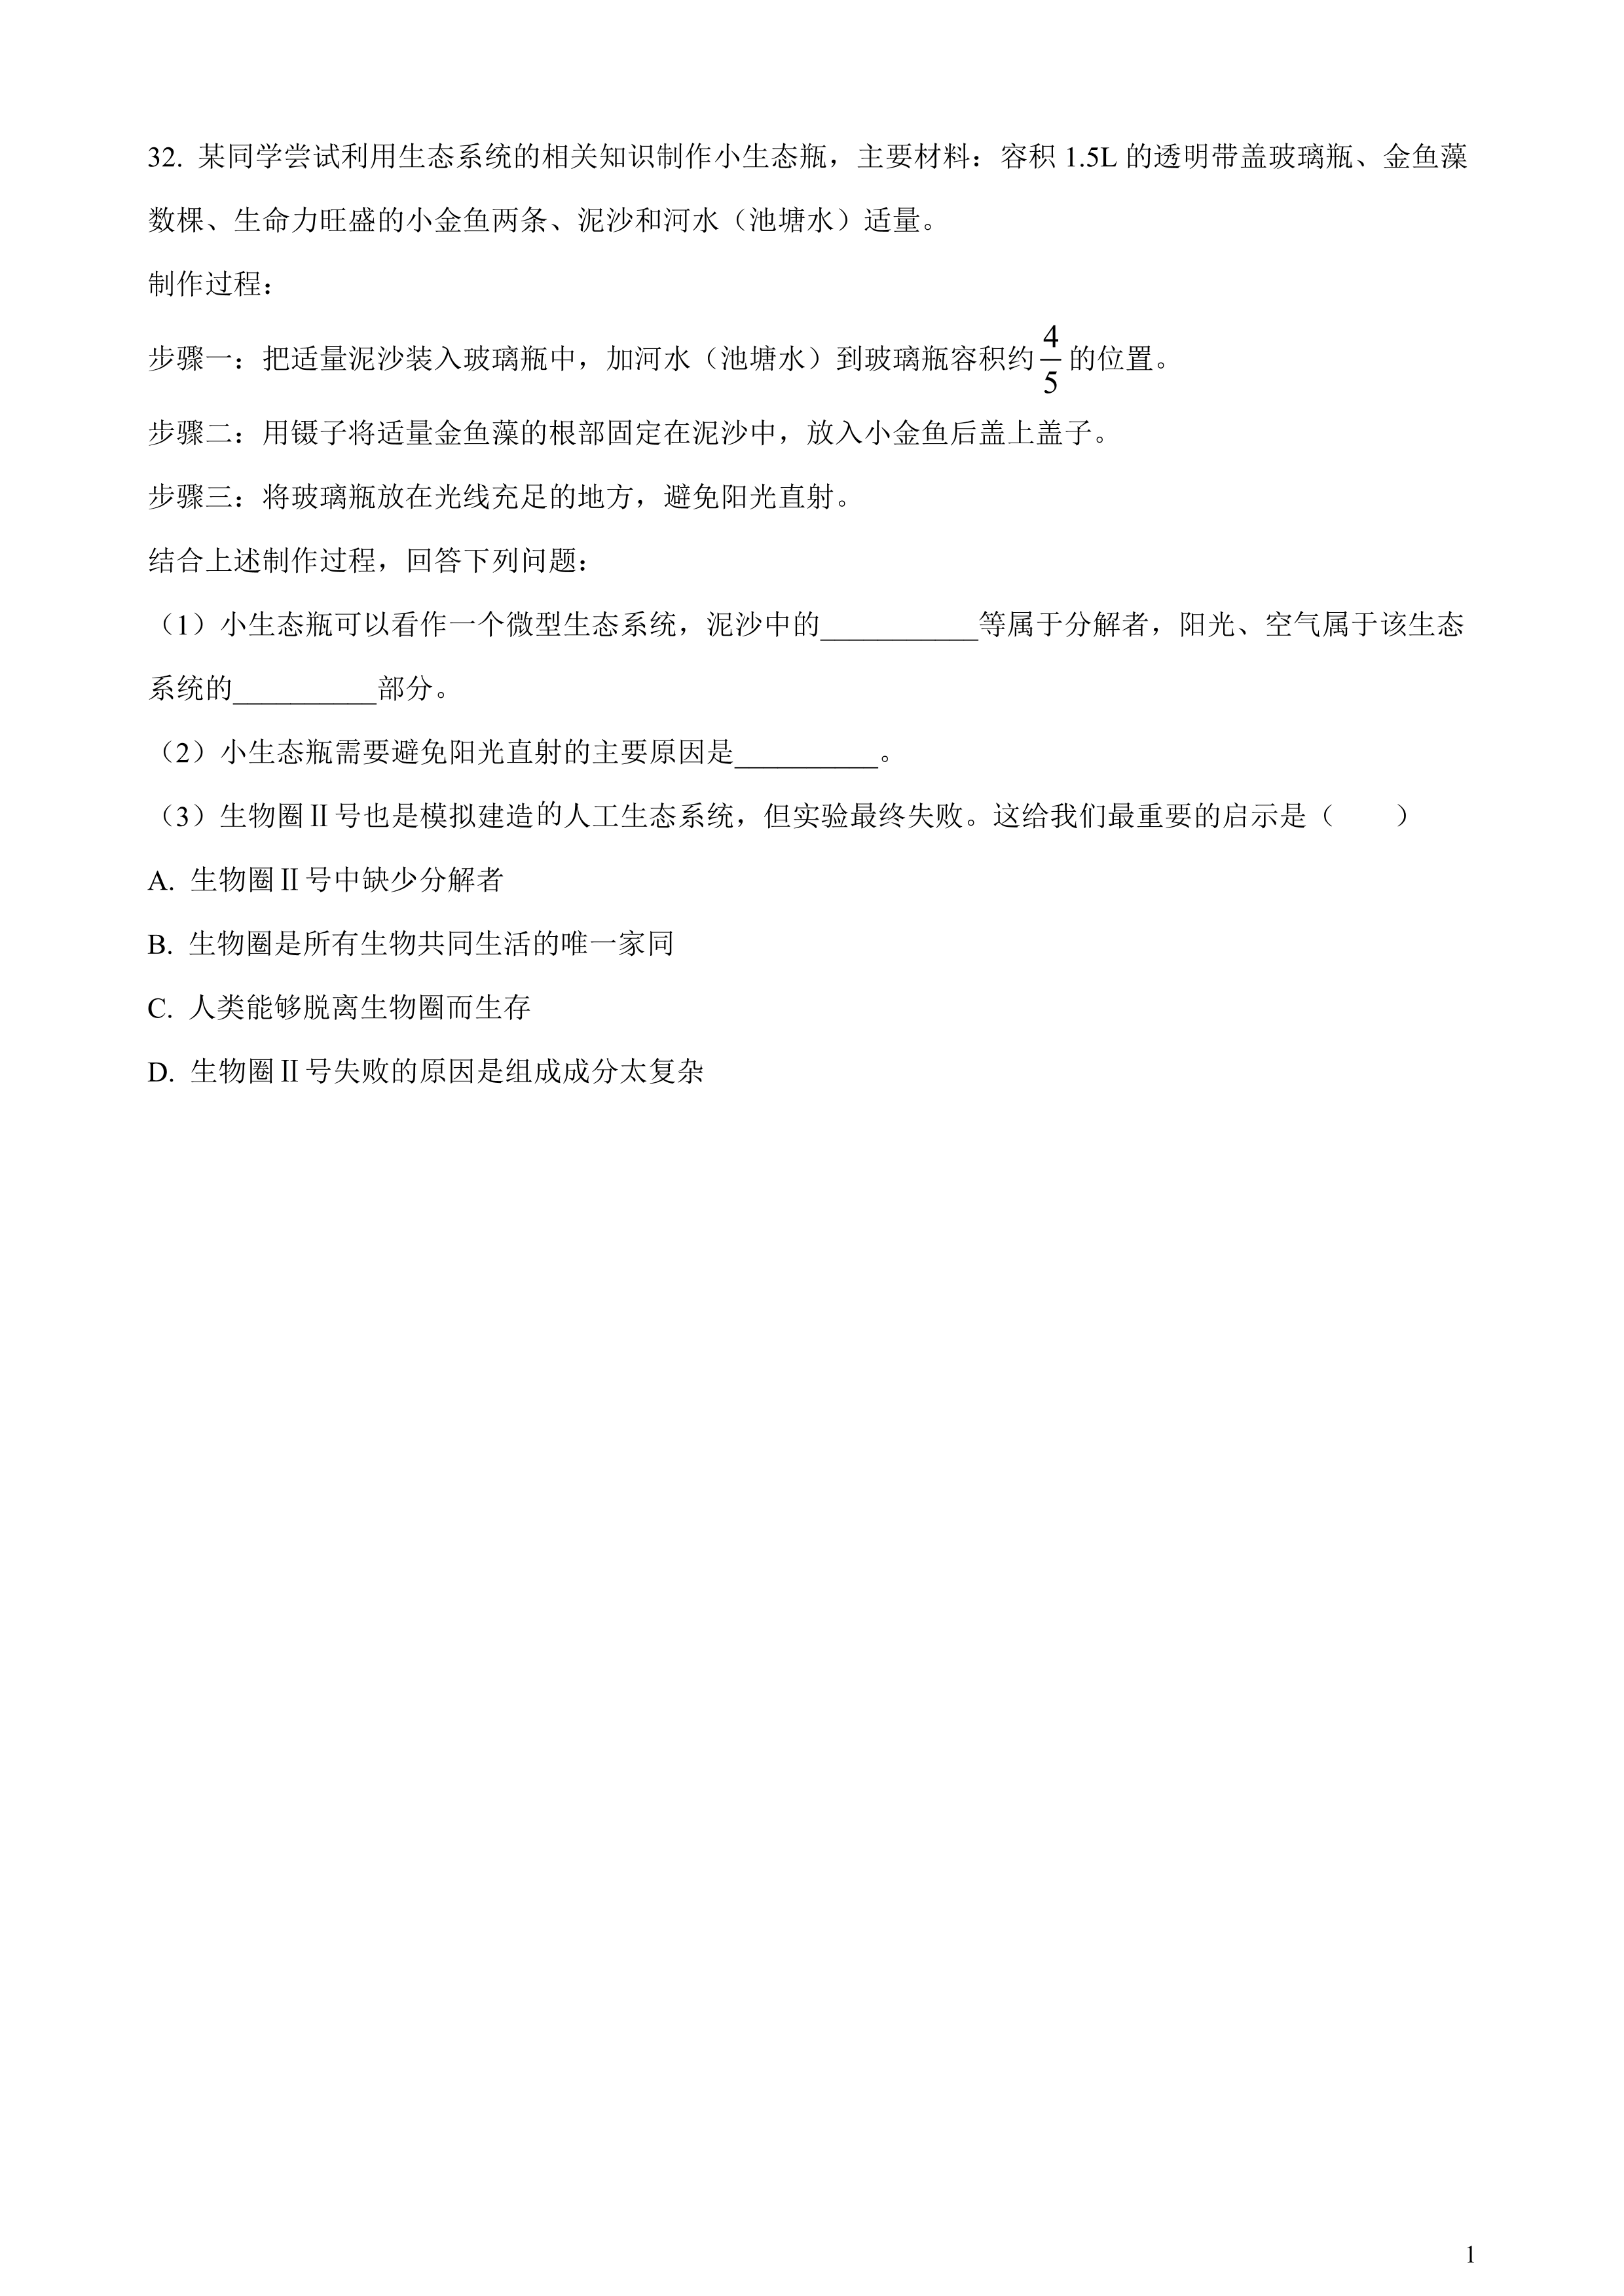 32. 某同学尝试利用生态系统的相关知识制作小生态瓶，主要材料：容积 1.5L 的透明带盖玻璃瓶、金鱼藻
数棵、生命力旺盛的小金鱼两条、泥沙和河水（池塘水）适量。
制作过程：
步骤一：把适量泥沙装入玻璃瓶中，加河水（池塘水）到玻璃瓶容积约 4/5 的位置。
步骤二：用镊子将适量金鱼藻的根部固定在泥沙中，放入小金鱼后盖上盖子。
步骤三：将玻璃瓶放在光线充足的地方，避免阳光直射。
结合上述制作过程，回答下列问题：
（1）小生态瓶可以看作一个微型生态系统，泥沙中的___________等属于分解者，阳光、空气属于该生态
系统的__________部分。
（2）小生态瓶需要避免阳光直射的主要原因是__________。
（3）生物圈Ⅱ号也是模拟建造的人工生态系统，但实验最终失败。这给我们最重要的启示是（　　）
A. 生物圈Ⅱ号中缺少分解者
B. 生物圈是所有生物共同生活的唯一家同
C. 人类能够脱离生物圈而生存
D. 生物圈Ⅱ号失败的原因是组成成分太复杂
1